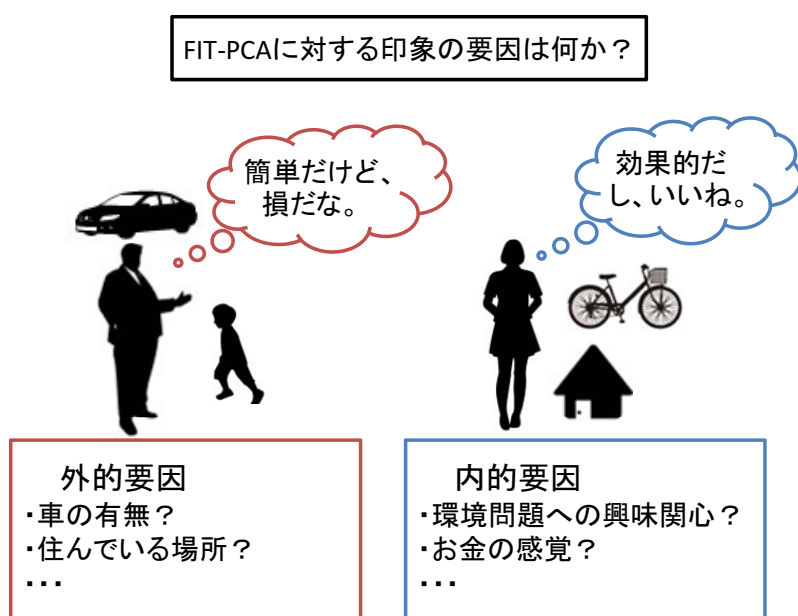 FIT-PCAに対する印象の要因は何か？
簡単だけど、
損だな。
効果的だ
し、いいね。
外的要因
・車の有無？
・住んでいる場所？
・・・
内的要因
・環境問題への興味関心？
・お金の感覚？
・・・